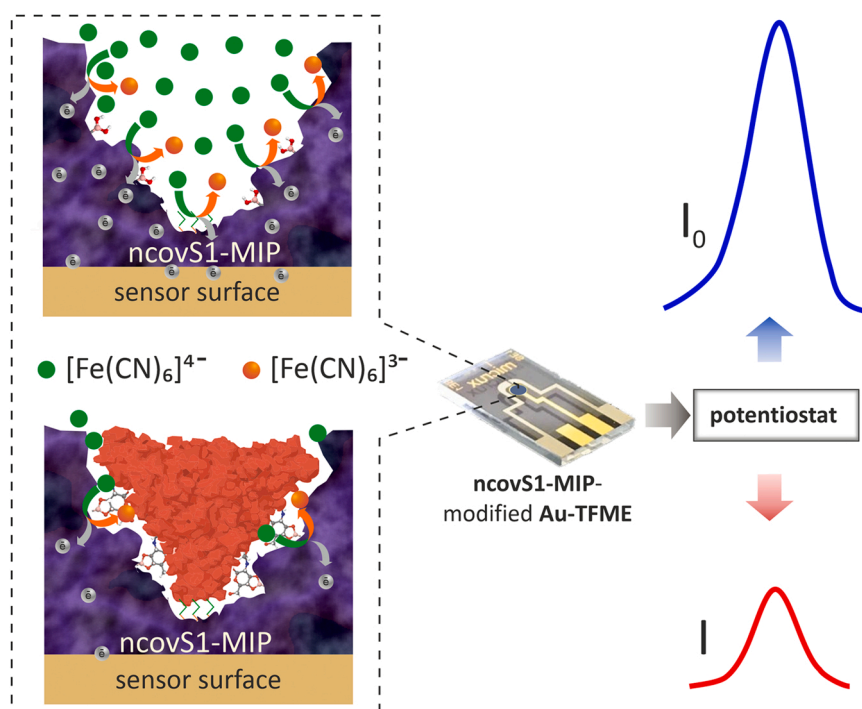 ncovS1-MIP
sensor surface
[Fe(CN)₆]⁴⁻
[Fe(CN)₆]³⁻
ncovS1-MIP
sensor surface
ncovS1-MIP-
modified Au-TFME
potentiostat
I₀
I
ē